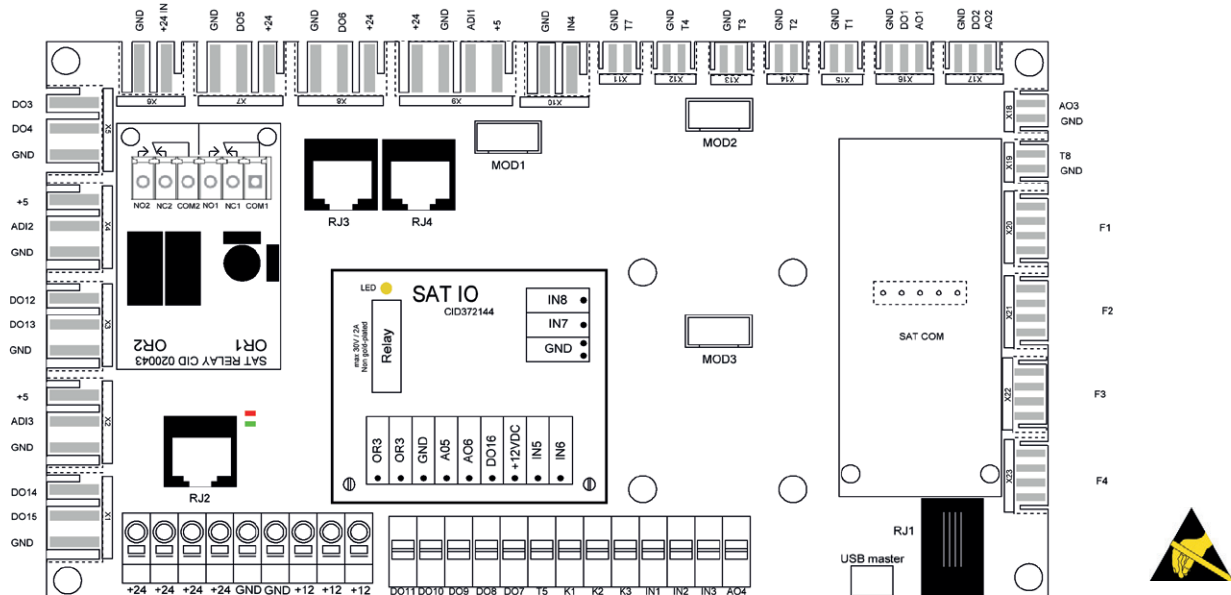 GND +24 IN GND DO5 +24 GND DO6 +24 +24 GND ADI1 +5 GND IN4 GND T7 GND T4 GND T3 GND T2 GND T1 GND DO1 AO1 GND DO2 AO2
X6 X7 X8 X9 X10 X11 X12 X13 X14 X15 X16 X17
DO3
DO4
GND
X5
+5
ADI2
GND
X4
DO12
DO13
GND
X3
+5
ADI3
GND
X2
DO14
DO15
GND
X1
NO2 NC2 COM2 NO1 NC1 COM1
OR2 OR1
SAT RELAY CID 020043
RJ3
RJ4
MOD1
MOD2
MOD3
RJ2
LED
SAT IO
CID372144
max 30V / 2A
Non gold-plated
Relay
IN8
IN7
GND
OR3 OR3 GND A05 AO6 DO16 +12VDC IN5 IN6
SAT COM
X18
AO3
GND
X19
T8
GND
X20
F1
X21
F2
X22
F3
X23
F4
RJ1
USB master
+24 +24 +24 +24 GND GND +12 +12 +12
DO11 DO10 DO9 DO8 DO7 T5 K1 K2 K3 IN1 IN2 IN3 AO4